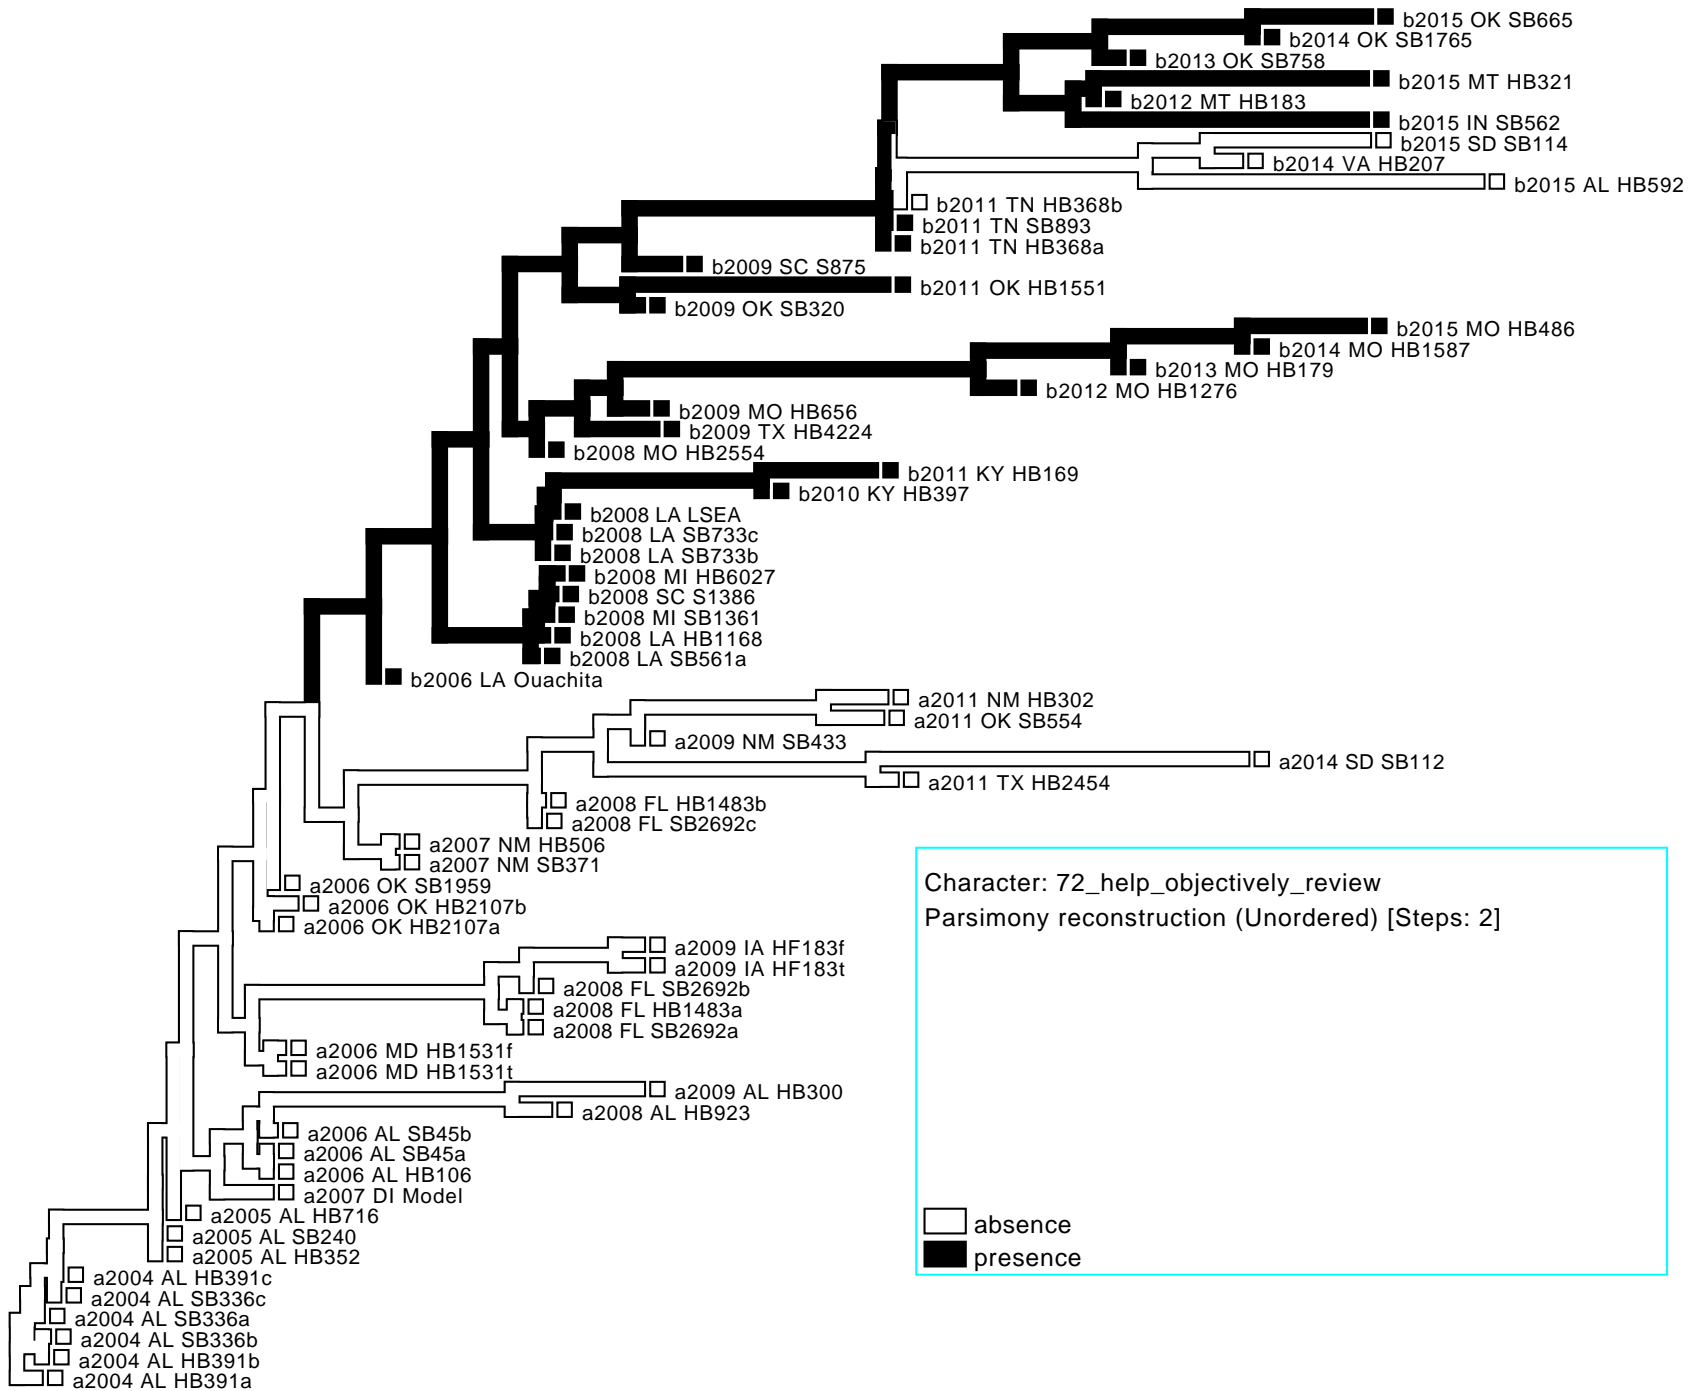 b2015 OK SB665
b2014 OK SB1765
b2013 OK SB758
b2015 MT HB321
b2012 MT HB183
b2015 IN SB562
b2015 SD SB114
b2014 VA HB207
b2015 AL HB592
b2011 TN HB368b
b2011 TN SB893
b2011 TN HB368a
b2009 SC S875
b2011 OK HB1551
b2009 OK SB320
b2015 MO HB486
b2014 MO HB1587
b2013 MO HB179
b2012 MO HB1276
b2009 MO HB656
b2009 TX HB4224
b2008 MO HB2554
b2011 KY HB169
b2010 KY HB397
b2008 LA LSEA
b2008 LA SB733c
b2008 LA SB733b
b2008 MI HB6027
b2008 SC S1386
b2008 MI SB1361
b2008 LA HB1168
b2008 LA SB561a
b2006 LA Ouachita
a2011 NM HB302
a2011 OK SB554
a2009 NM SB433
a2014 SD SB112
a2011 TX HB2454
a2008 FL HB1483b
a2008 FL SB2692c
a2007 NM HB506
a2007 NM SB371
a2006 OK SB1959
a2006 OK HB2107b
a2006 OK HB2107a
a2009 IA HF183f
a2009 IA HF183t
a2008 FL SB2692b
a2008 FL HB1483a
a2008 FL SB2692a
a2006 MD HB1531f
a2006 MD HB1531t
a2009 AL HB300
a2008 AL HB923
a2006 AL SB45b
a2006 AL SB45a
a2006 AL HB106
a2007 DI Model
a2005 AL HB716
a2005 AL SB240
a2005 AL HB352
a2004 AL HB391c
a2004 AL SB336c
a2004 AL SB336a
a2004 AL SB336b
a2004 AL HB391b
a2004 AL HB391a
Character: 72_help_objectively_review
Parsimony reconstruction (Unordered) [Steps: 2]
absence
presence